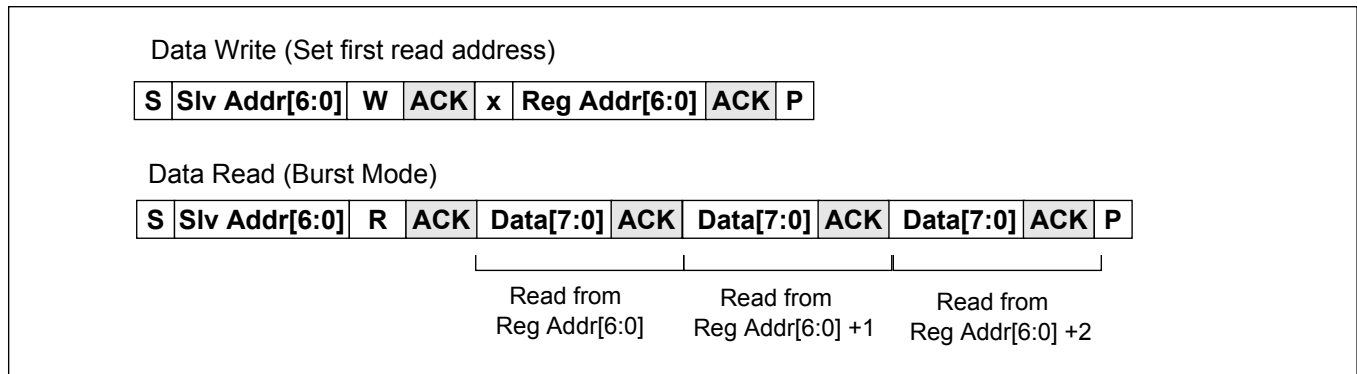 Data Write (Set first read address)
S Slv Addr[6:0] W ACK x Reg Addr[6:0] ACK P
Data Read (Burst Mode)
S Slv Addr[6:0] R ACK Data[7:0] ACK Data[7:0] ACK Data[7:0] ACK P
Read from Read from Read from
Reg Addr[6:0] Reg Addr[6:0] +1 Reg Addr[6:0] +2